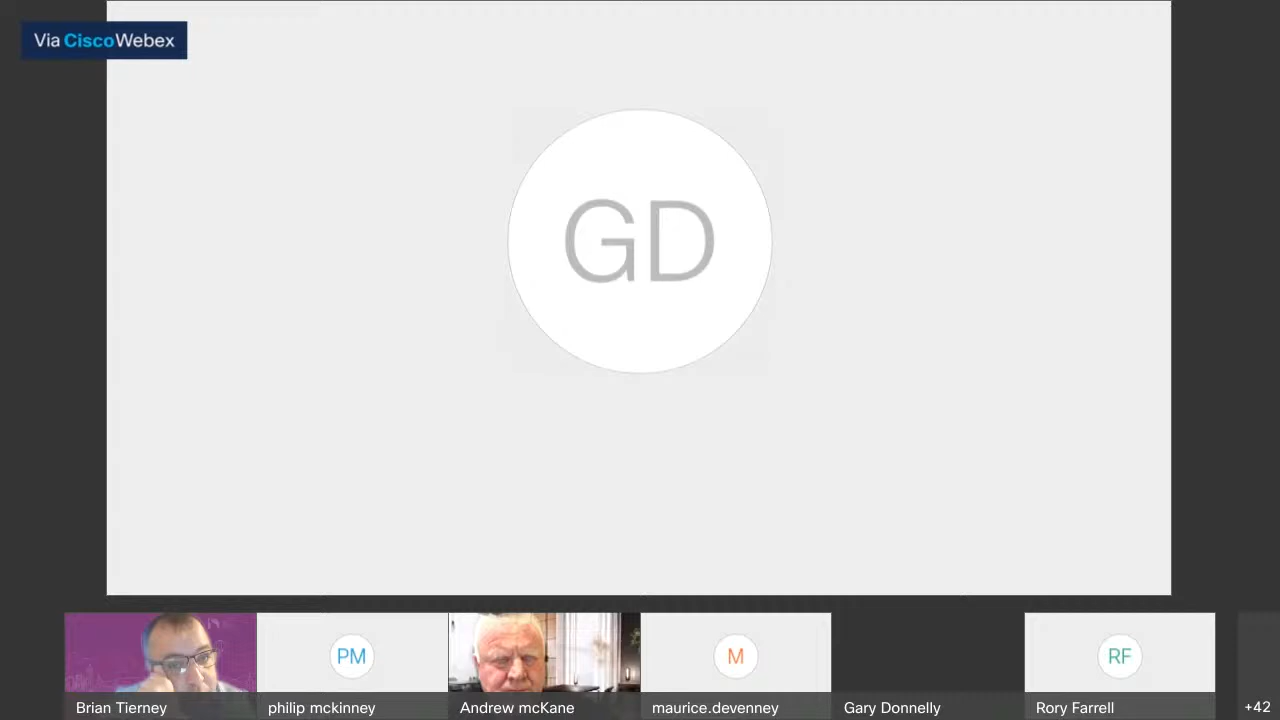 Via CiscoWebex
GD
PM
M
RF
Brian Tierney
philip mckinney
Andrew mcKane
maurice.devenney
Gary Donnelly
Rory Farrell
+42